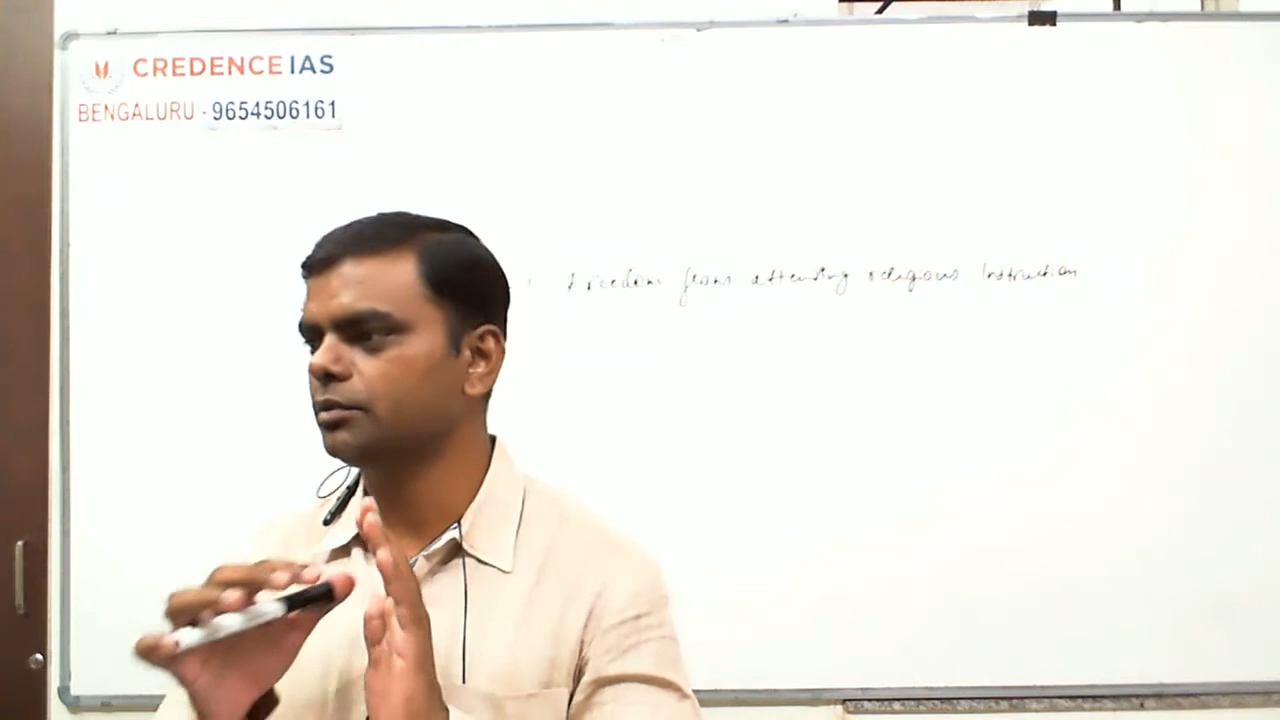 CREDENCE IAS
BENGALURU - 9654506161
Freedom from attending religious Instruction